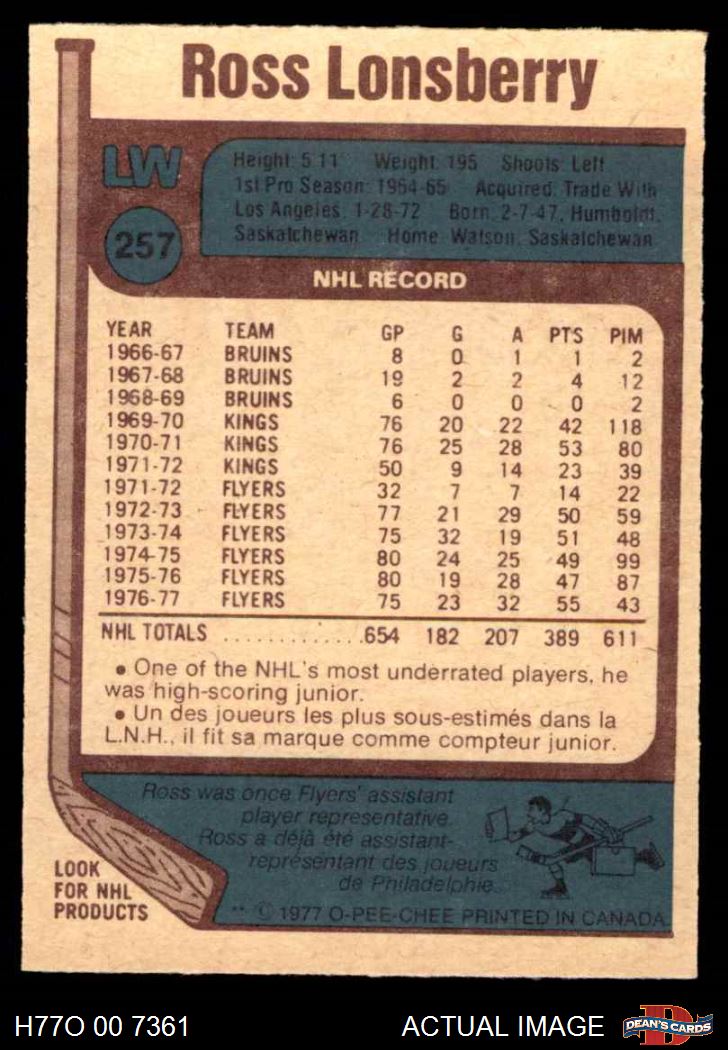 Ross Lonsberry
LW
257
Height: 5'11 Weight: 195 Shoots: Left
1st Pro Season: 1964-65 Acquired: Trade With
Los Angeles, 1-28-72 Born: 2-7-47, Humboldt,
Saskatchewan Home: Watson, Saskatchewan
NHL RECORD
YEAR TEAM GP G A PTS PIM
1966-67 BRUINS 8 0 1 1 2
1967-68 BRUINS 19 2 2 4 12
1968-69 BRUINS 6 0 0 0 2
1969-70 KINGS 76 20 22 42 118
1970-71 KINGS 76 25 28 53 80
1971-72 KINGS 50 9 14 23 39
1971-72 FLYERS 32 7 7 14 22
1972-73 FLYERS 77 21 29 50 59
1973-74 FLYERS 75 32 19 51 48
1974-75 FLYERS 80 24 25 49 99
1975-76 FLYERS 80 19 28 47 87
1976-77 FLYERS 75 23 32 55 43
NHL TOTALS .............654 182 207 389 611
• One of the NHL's most underrated players, he
was high-scoring junior.
• Un des joueurs les plus sous-estimés dans la
L.N.H., il fit sa marque comme compteur junior.
Ross was once Flyers' assistant
player representative.
Ross a déjà été assistant-
représentant des joueurs
de Philadelphie.
LOOK
FOR NHL
PRODUCTS
** © 1977 O-PEE-CHEE PRINTED IN CANADA
H77O 00 7361
ACTUAL IMAGE
D
DEAN'S CARDS